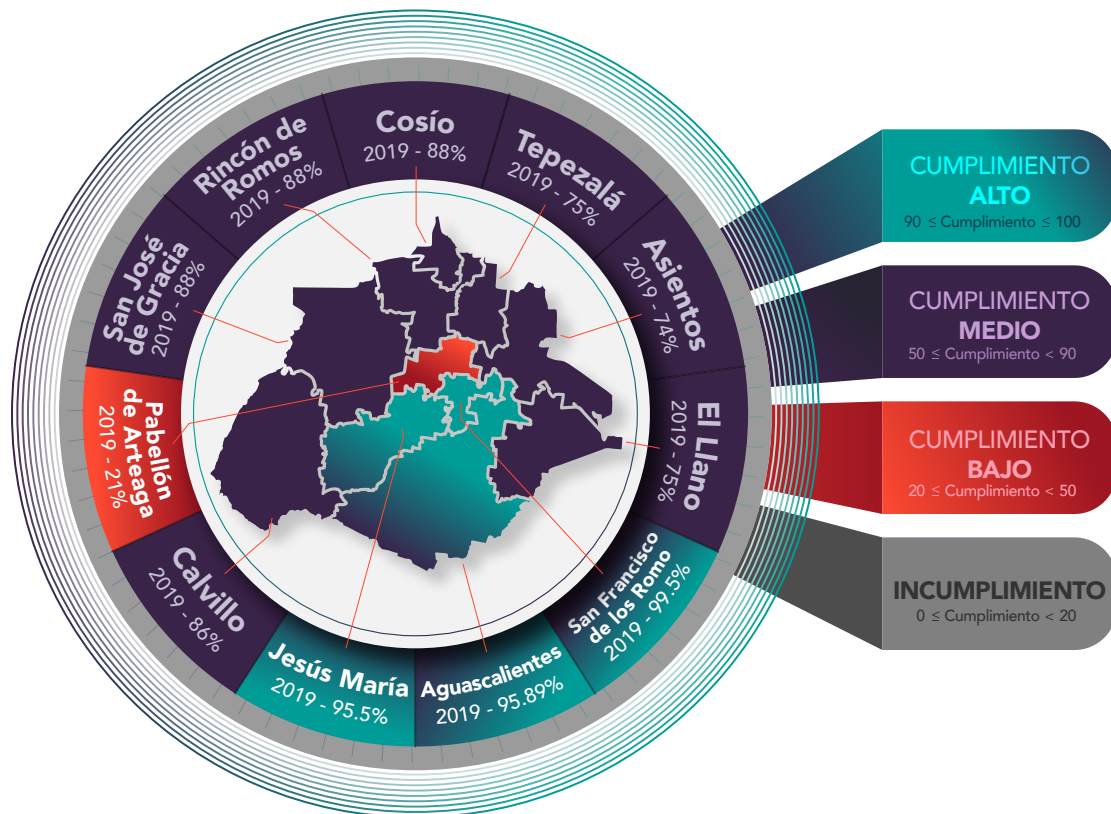 Cosío
2019 - 88%
Tepezalá
2019 - 75%
Asientos
2019 - 74%
El Llano
2019 - 75%
San Francisco
de los Romo
2019 - 99.5%
Aguascalientes
2019 - 95.89%
Jesús María
2019 - 95.5%
Calvillo
2019 - 86%
Pabellón
de Arteaga
2019 - 21%
San José
de Gracia
2019 - 88%
Rincón de
Romos
2019 - 88%
CUMPLIMIENTO
ALTO
90 ≤ Cumplimiento ≤ 100
CUMPLIMIENTO
MEDIO
50 ≤ Cumplimiento < 90
CUMPLIMIENTO
BAJO
20 ≤ Cumplimiento < 50
INCUMPLIMIENTO
0 ≤ Cumplimiento < 20